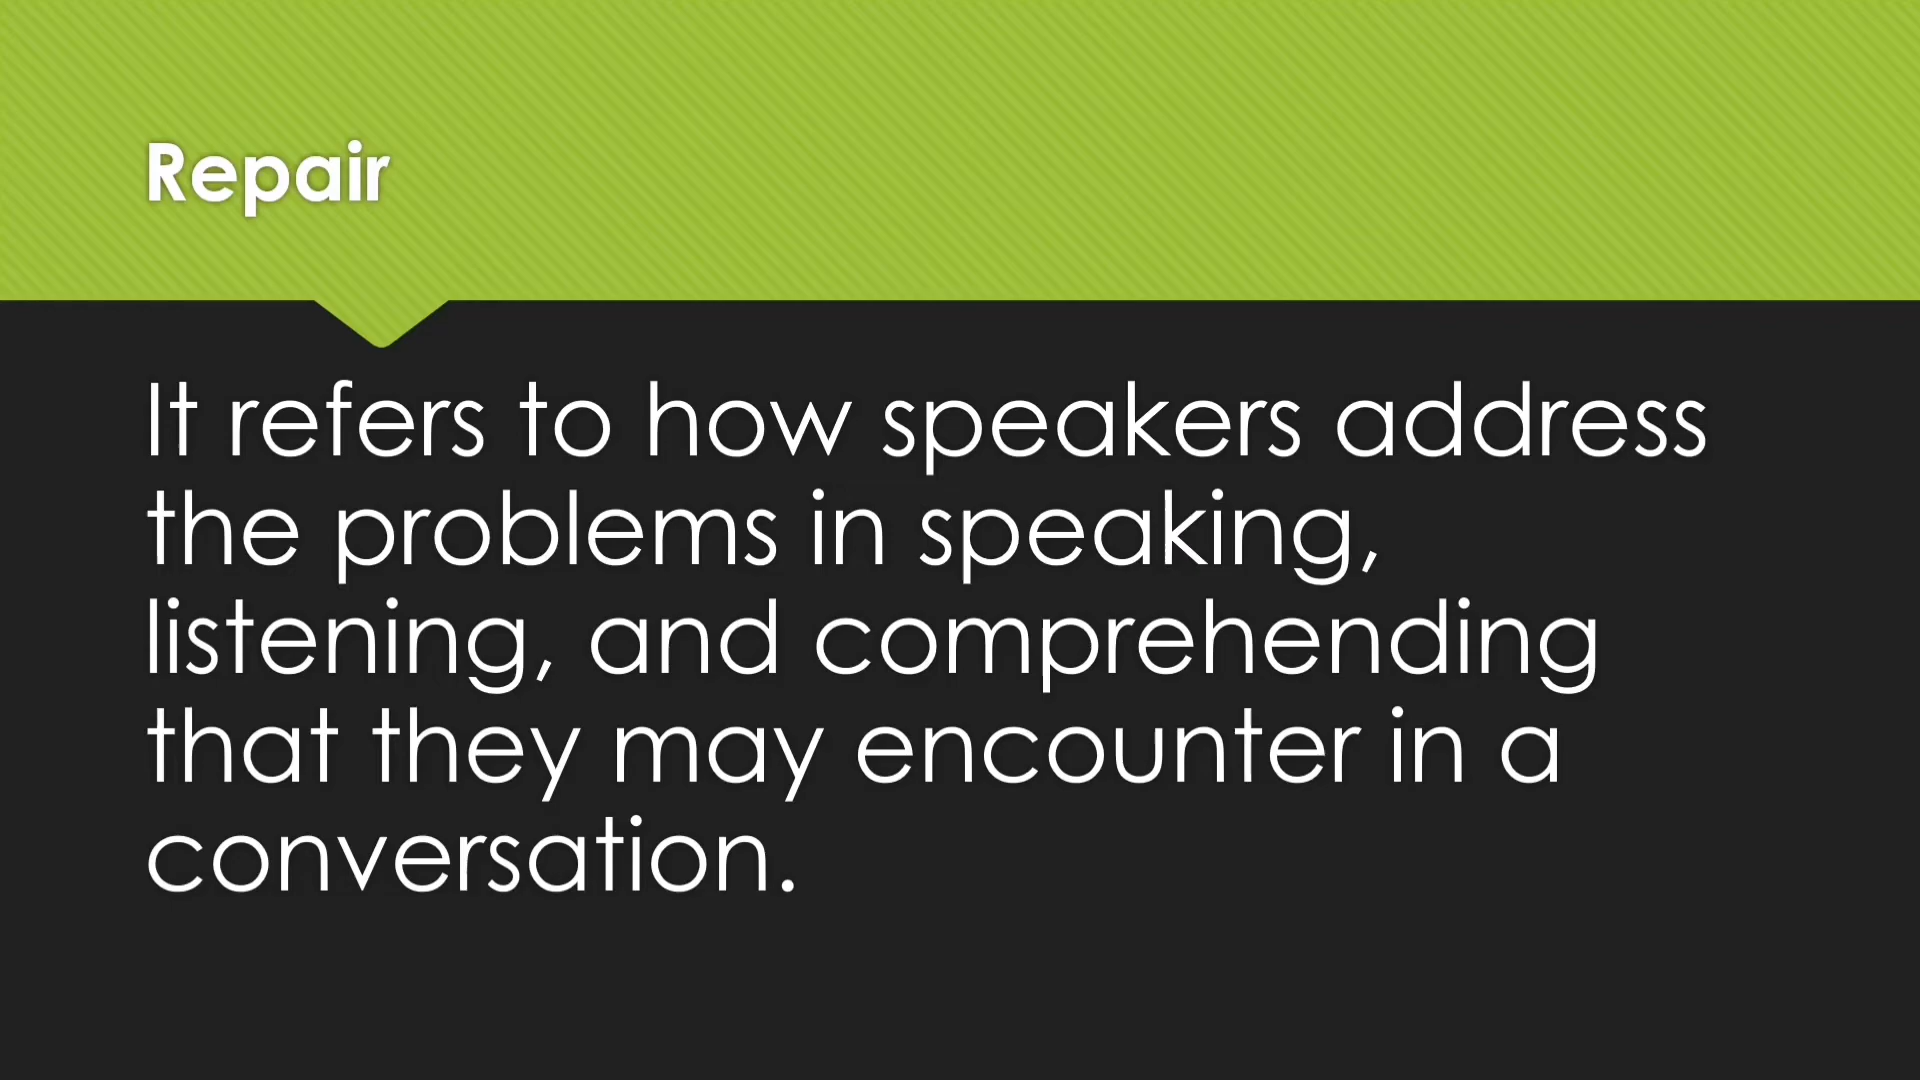 Repair
It refers to how speakers address
the problems in speaking,
listening, and comprehending
that they may encounter in a
conversation.